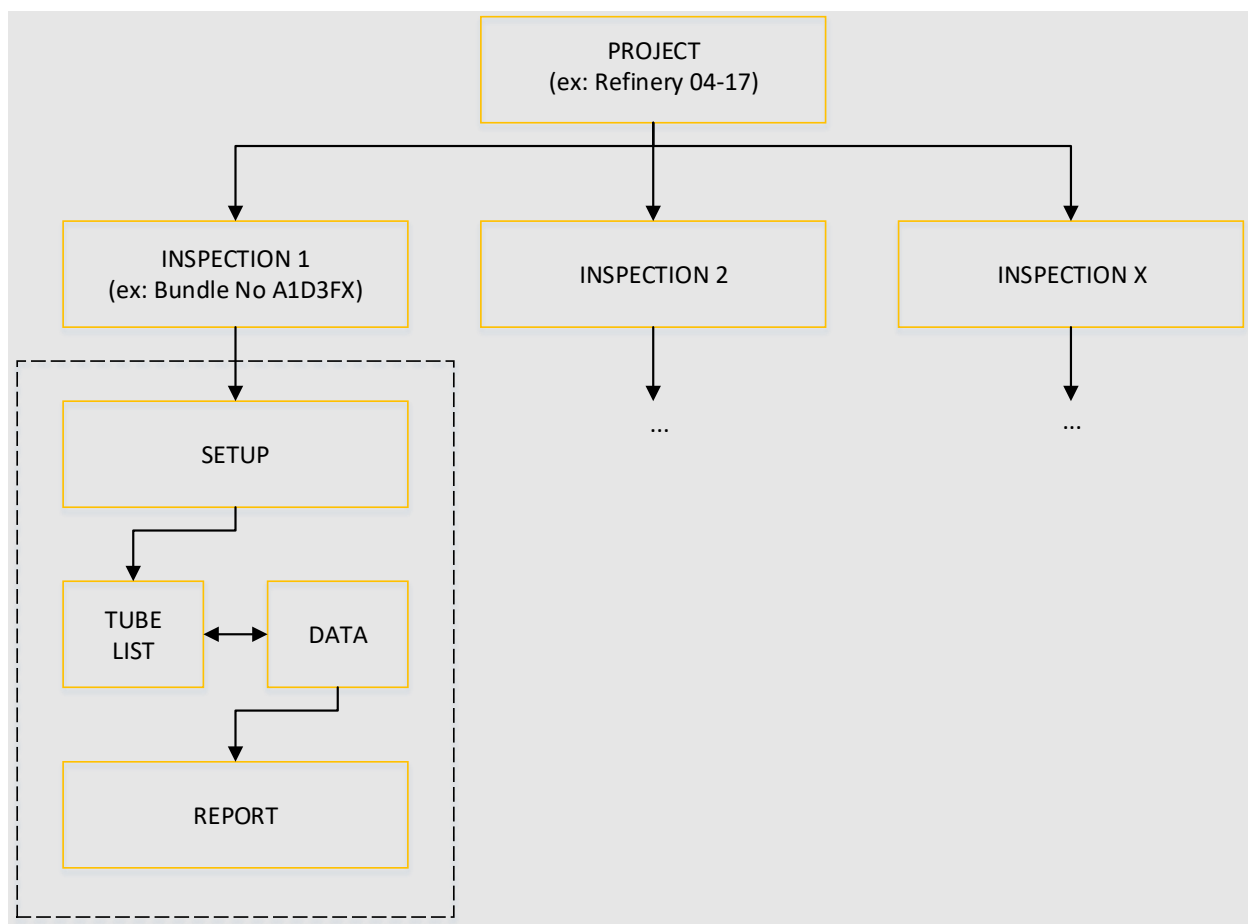 PROJECT
(ex: Refinery 04-17)
INSPECTION 1
(ex: Bundle No A1D3FX)
INSPECTION 2
INSPECTION X
SETUP
...
...
TUBE
LIST
DATA
REPORT